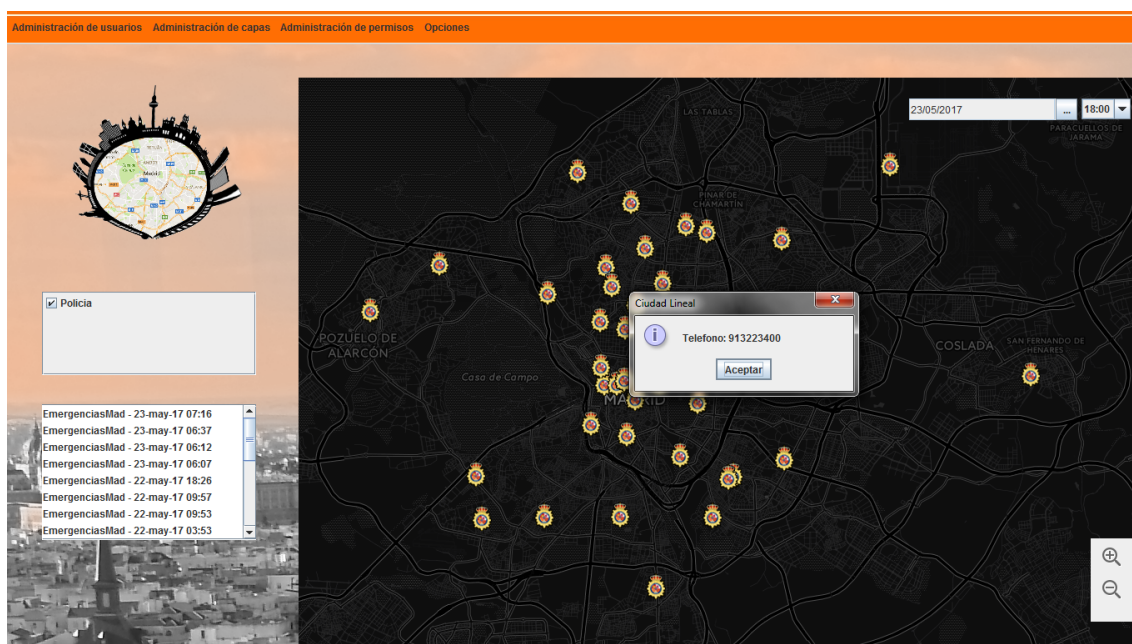 Administración de usuarios Administración de capas Administración de permisos Opciones
23/05/2017 ... 18:00
LAS TABLAS
PARACUELLOS DE
JARAMA
PINAR DE
CHAMARTÍN
Madrid
Policia
Ciudad Lineal
Telefono: 913223400
Aceptar
POZUELO DE
ALARCÓN
Casa de Campo
COSLADA
SAN FERNANDO DE
HENARES
MADRID
EmergenciasMad - 23-may-17 07:16
EmergenciasMad - 23-may-17 06:37
EmergenciasMad - 23-may-17 06:12
EmergenciasMad - 23-may-17 06:07
EmergenciasMad - 22-may-17 18:26
EmergenciasMad - 22-may-17 09:57
EmergenciasMad - 22-may-17 09:53
EmergenciasMad - 22-may-17 03:53